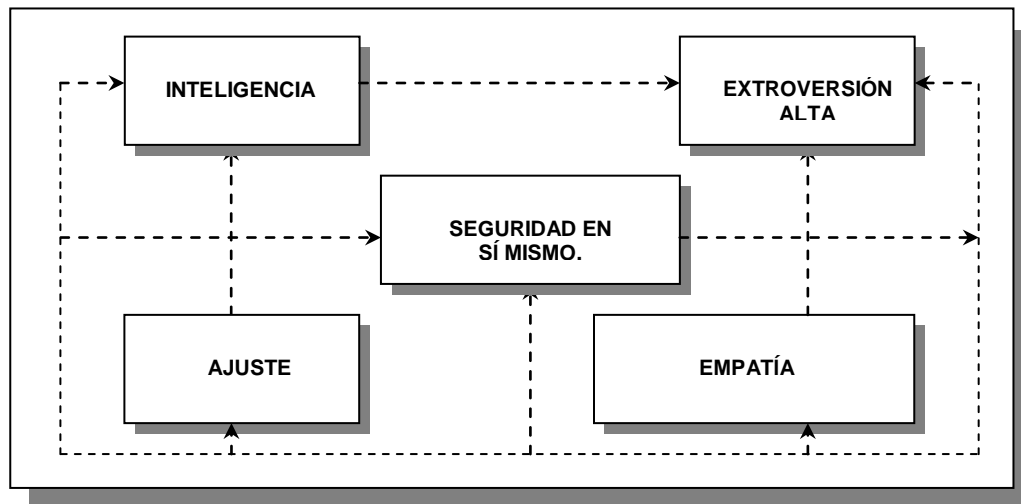 INTELIGENCIA
EXTROVERSIÓN
ALTA
SEGURIDAD EN
SÍ MISMO.
AJUSTE
EMPATÍA